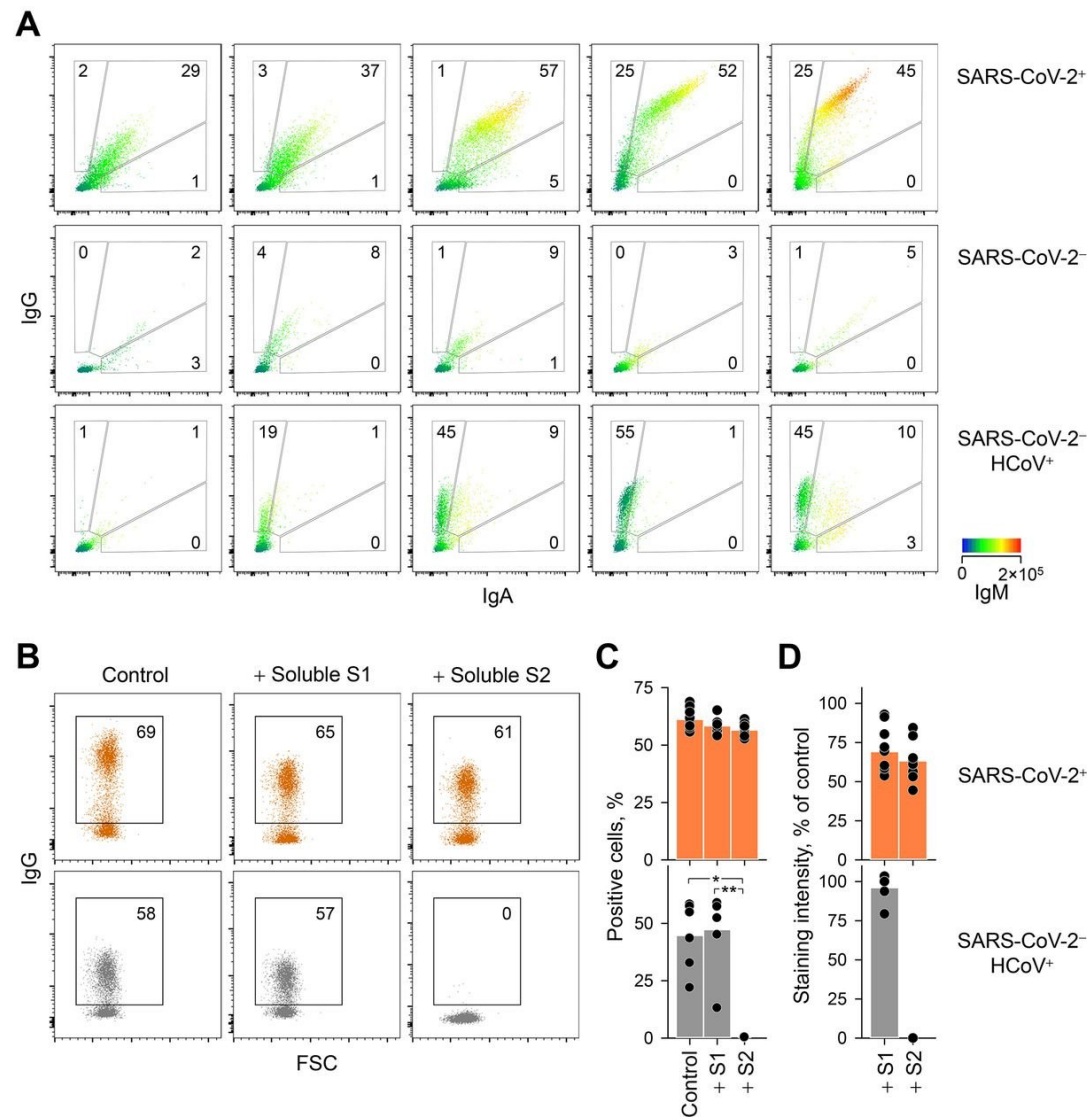 A
2 29 3 37 1 57 25 52 25 45 SARS-CoV-2⁺
1 1 5 0 0
0 2 4 8 1 9 0 3 1 5 SARS-CoV-2⁻
3 0 1 0 0
1 1 19 1 45 9 55 1 45 10 SARS-CoV-2⁻
HCoV⁺
0 0 0 0 3
IgG
IgA
0 2×10⁵
IgM
B
Control + Soluble S1 + Soluble S2
69 65 61
58 57 0
IgG
FSC
C
Positive cells, %
75
50
25
0
* **
50
25
0
Control
+ S1
+ S2
D
Staining intensity, % of control
100
75
50
25
0
100
75
50
25
0
+ S1
+ S2
SARS-CoV-2⁺
SARS-CoV-2⁻
HCoV⁺